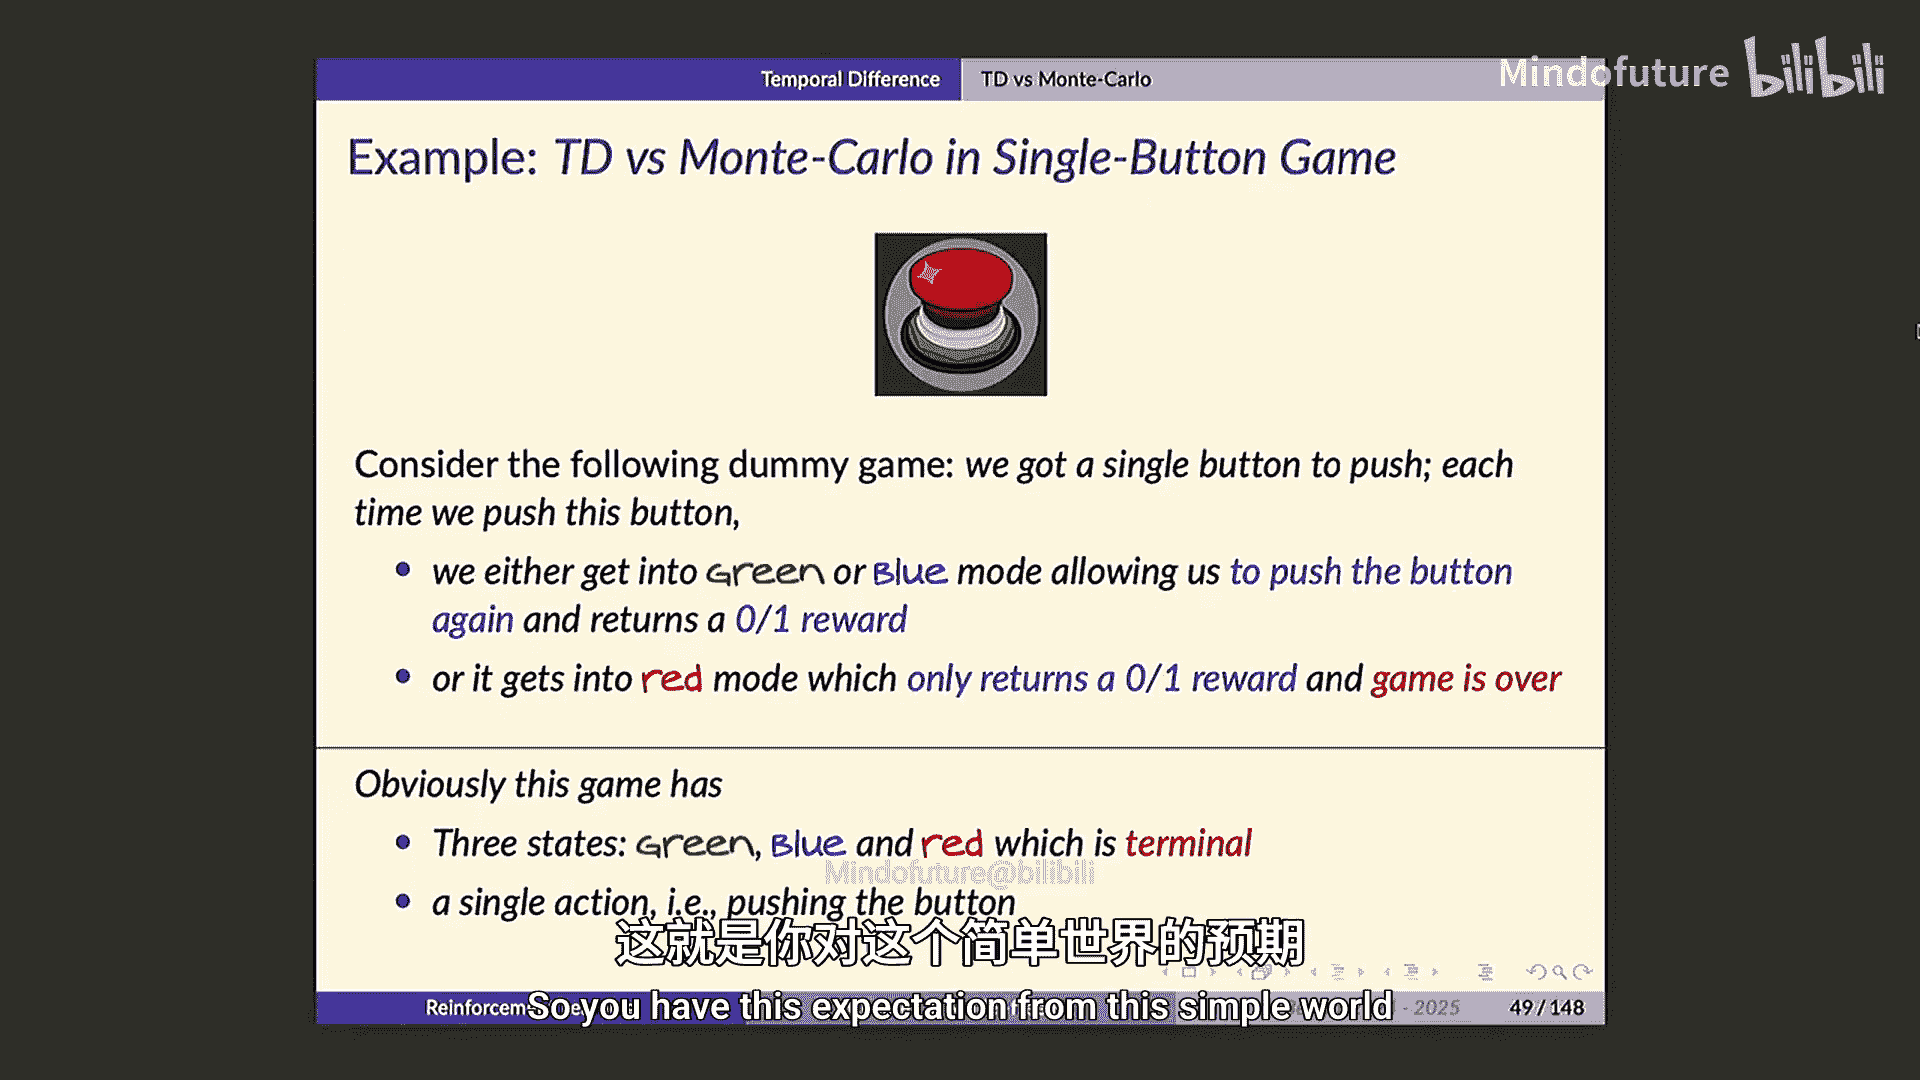 Temporal Difference
TD vs Monte-Carlo
Mindofuture bilibili
Example: TD vs Monte-Carlo in Single-Button Game
Consider the following dummy game: we got a single button to push; each
time we push this button,
• we either get into Green or Blue mode allowing us to push the button
again and returns a 0/1 reward
• or it gets into red mode which only returns a 0/1 reward and game is over
Obviously this game has
• Three states: Green, Blue and red which is terminal
Mindofuture@bilibili
• a single action, i.e., pushing the button
这就是你对这个简单世界的预期
So you have this expectation from this simple world
- 2025
49 / 148